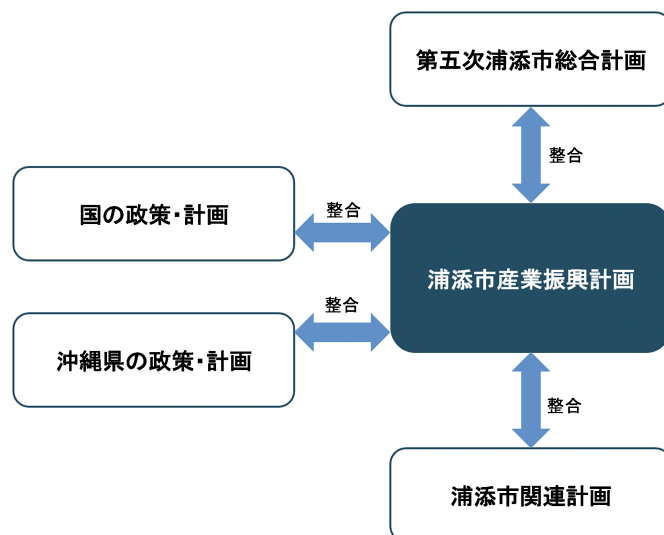 第五次浦添市総合計画
整合
国の政策・計画
整合
浦添市産業振興計画
整合
沖縄県の政策・計画
整合
浦添市関連計画